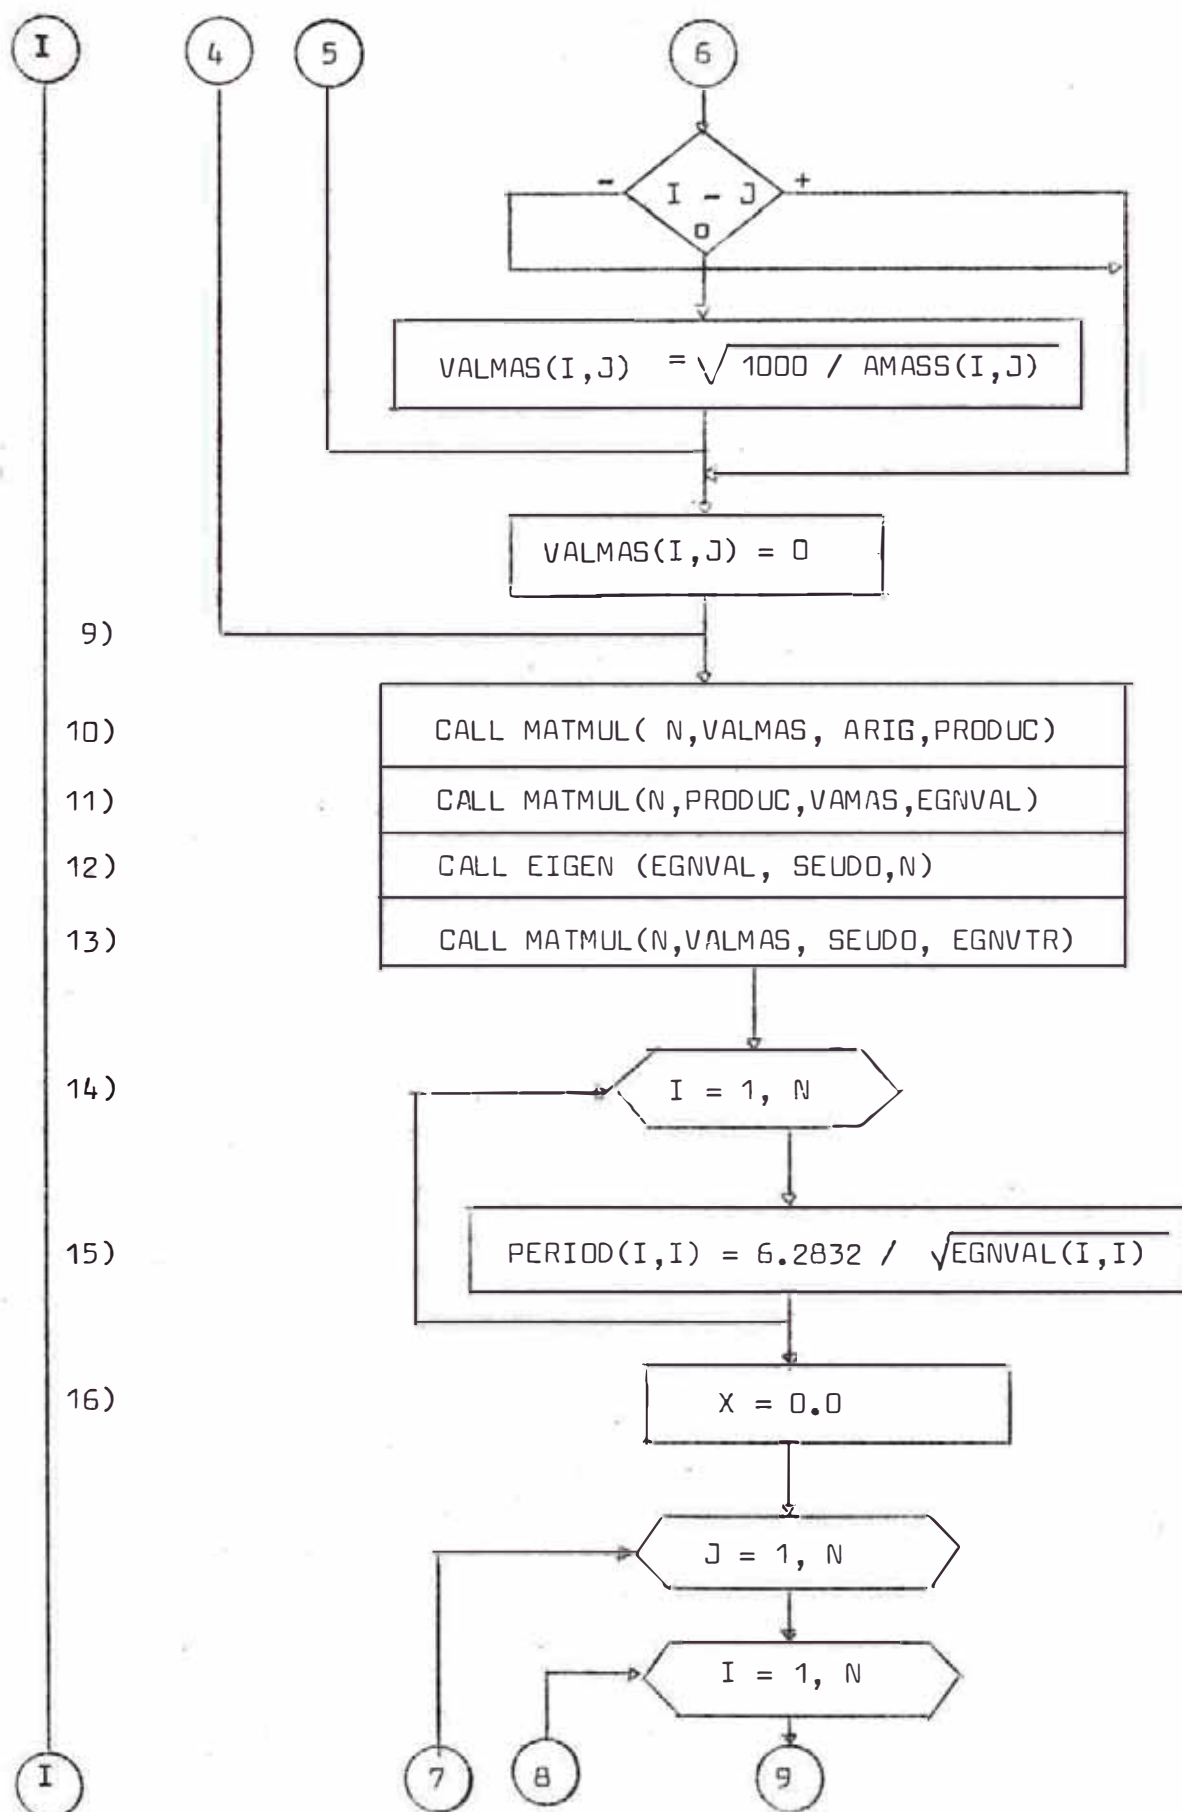 I 4 5 6
- I - J +
0
VALMAS(I,J) = √ 1000 / AMASS(I,J)
VALMAS(I,J) = 0
9)
10) CALL MATMUL( N,VALMAS, ARIG,PRODUC)
11) CALL MATMUL(N,PRODUC,VAMAS,EGNVAL)
12) CALL EIGEN (EGNVAL, SEUDO,N)
13) CALL MATMUL(N,VALMAS, SEUDO, EGNVTR)
14) I = 1, N
15) PERIOD(I,I) = 6.2832 / √EGNVAL(I,I)
16) X = 0.0
J = 1, N
I = 1, N
I 7 8 9